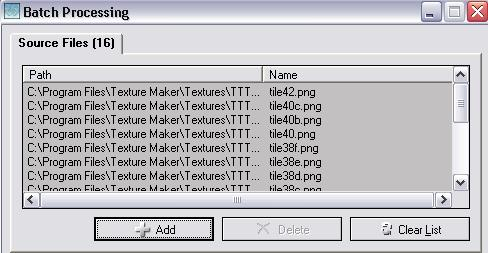 Batch Processing
Source Files (16)
Path Name
C:\Program Files\Texture Maker\Textures\TTT... tile42.png
C:\Program Files\Texture Maker\Textures\TTT... tile40c.png
C:\Program Files\Texture Maker\Textures\TTT... tile40b.png
C:\Program Files\Texture Maker\Textures\TTT... tile40.png
C:\Program Files\Texture Maker\Textures\TTT... tile38f.png
C:\Program Files\Texture Maker\Textures\TTT... tile38e.png
C:\Program Files\Texture Maker\Textures\TTT... tile38d.png
C:\Program Files\Texture Maker\Textures\TTT... tile38c.png
Add Delete Clear List